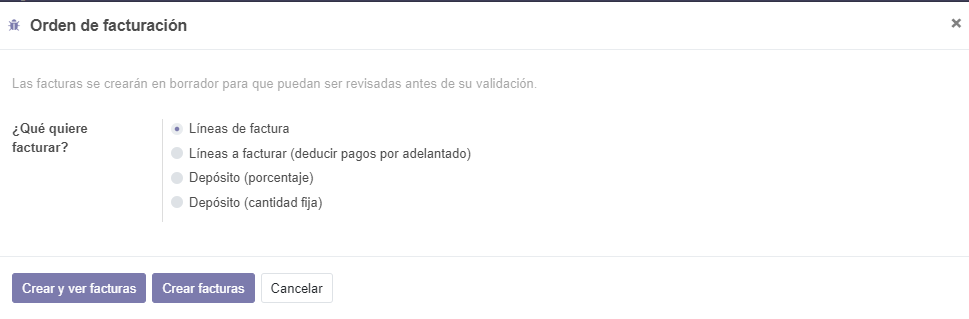 Orden de facturación
Las facturas se crearán en borrador para que puedan ser revisadas antes de su validación.
¿Qué quiere
facturar?
Líneas de factura
Líneas a facturar (deducir pagos por adelantado)
Depósito (porcentaje)
Depósito (cantidad fija)
Crear y ver facturas
Crear facturas
Cancelar